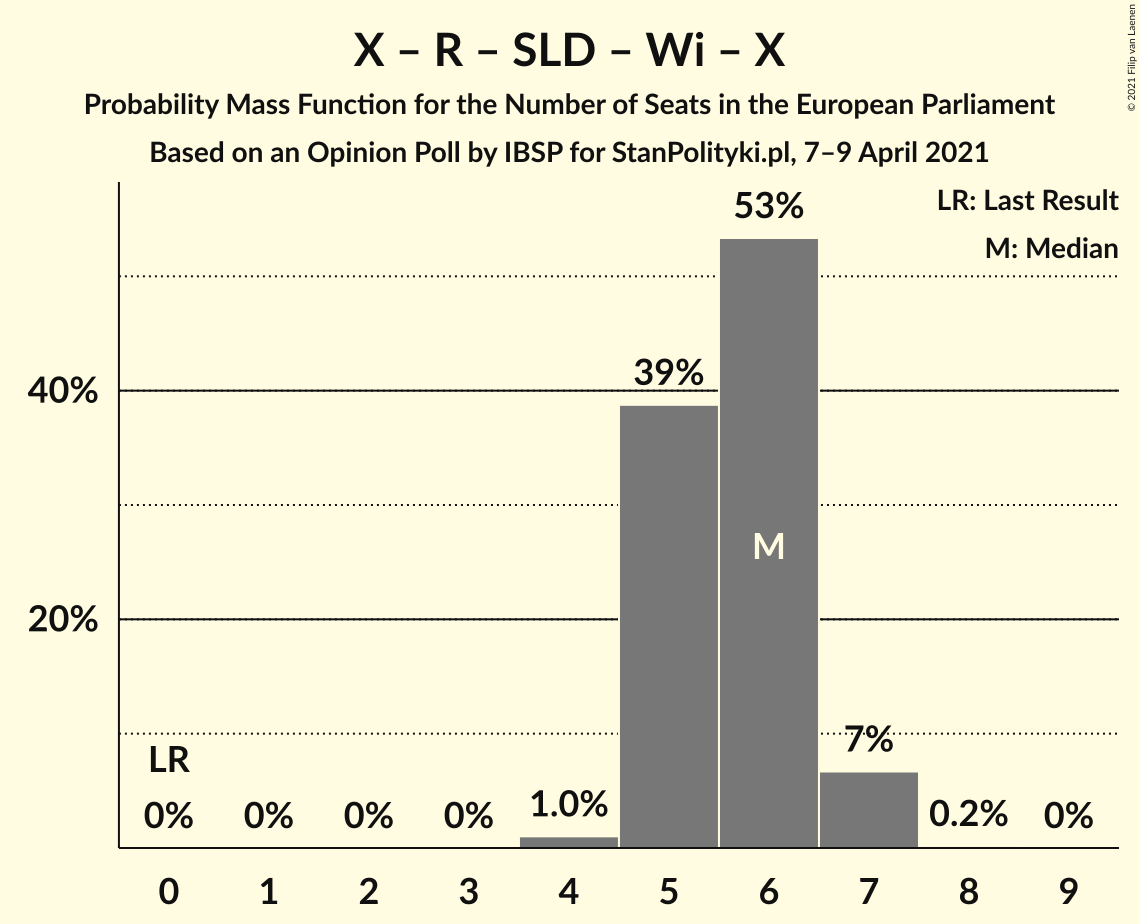 X – R – SLD – Wi – X
Probability Mass Function for the Number of Seats in the European Parliament
Based on an Opinion Poll by IBSP for StanPolityki.pl, 7–9 April 2021
© 2021 Filip van Laenen
LR: Last Result
M: Median
53%
39%
40%
M
20%
7%
LR
1.0%
0% 0% 0% 0% 0.2% 0%
0 1 2 3 4 5 6 7 8 9